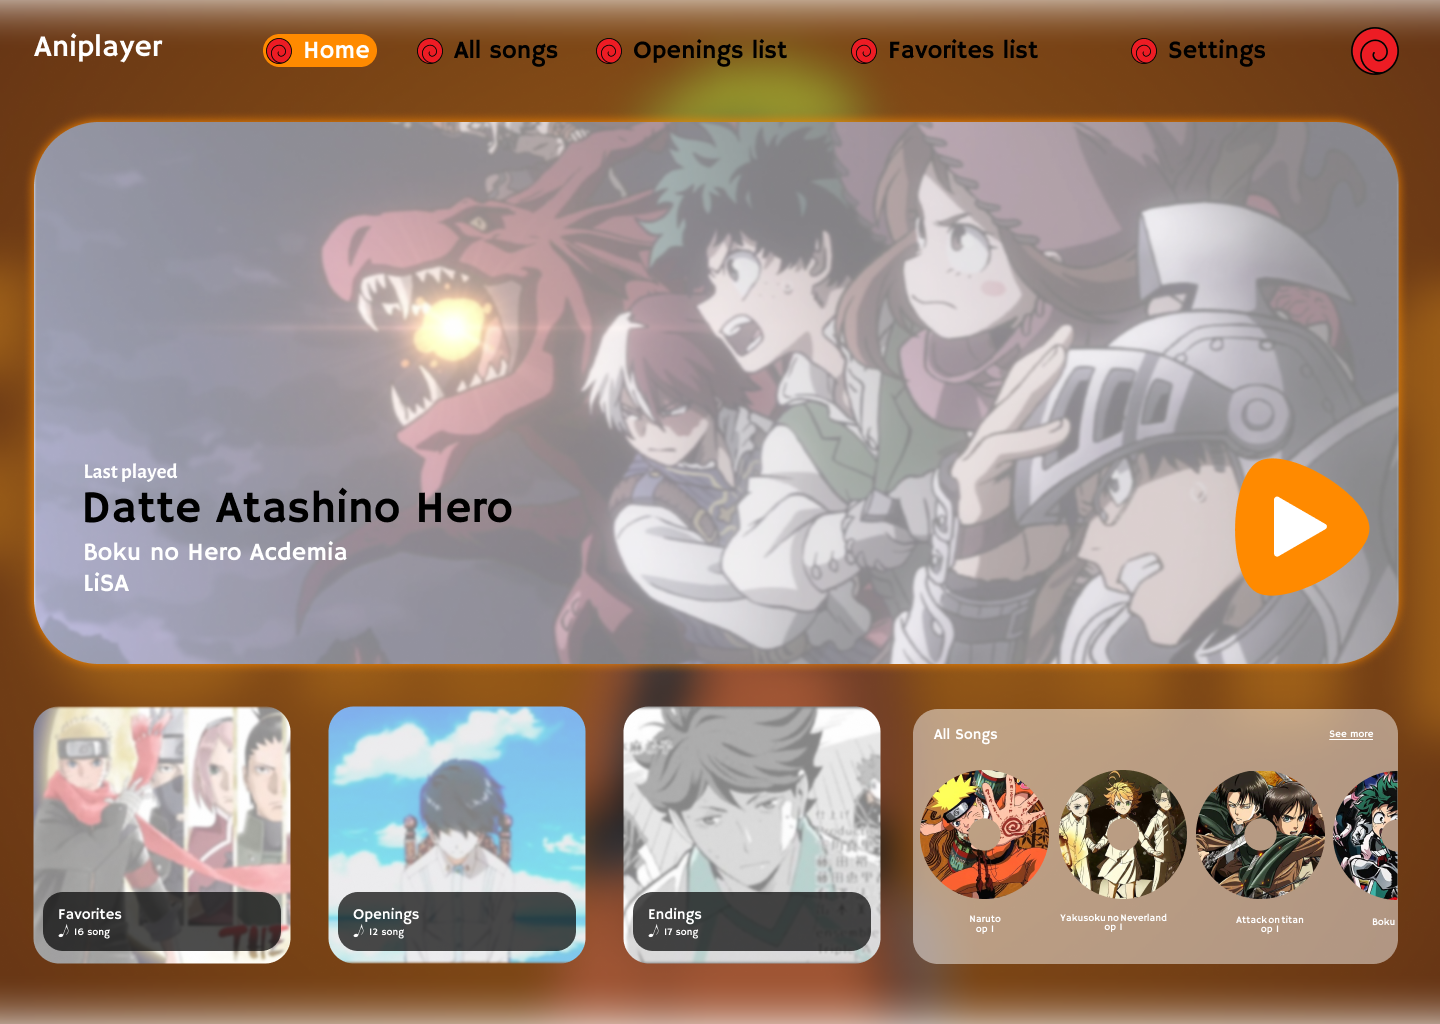 Aniplayer
Home
All songs
Openings list
Favorites list
Settings
Last played
Datte Atashino Hero
Boku no Hero Acdemia
LiSA
Favorites
16 song
THE
Openings
12 song
Endings
17 song
All Songs
See more
Naruto
op 1
Yakusoku no Neverland
op 1
Attack on titan
op 1
Boku